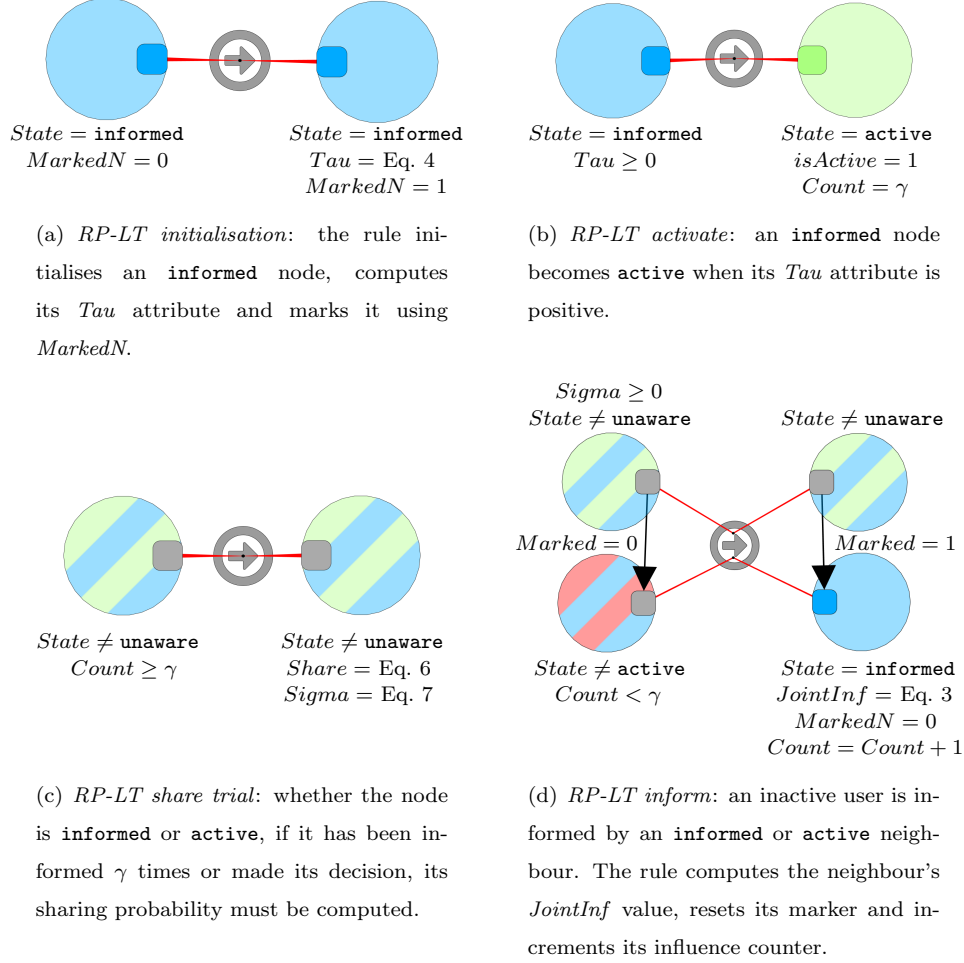 State = informed
MarkedN = 0
State = informed
Tau = Eq. 4
MarkedN = 1
(a) RP-LT initialisation: the rule ini-
tialises an informed node, computes
its Tau attribute and marks it using
MarkedN.
State = informed
Tau ≥ 0
State = active
isActive = 1
Count = γ
(b) RP-LT activate: an informed node
becomes active when its Tau attribute is
positive.
State ≠ unaware
Count ≥ γ
State ≠ unaware
Share = Eq. 6
Sigma = Eq. 7
(c) RP-LT share trial: whether the node
is informed or active, if it has been in-
formed γ times or made its decision, its
sharing probability must be computed.
Sigma ≥ 0
State ≠ unaware
State ≠ unaware
Marked = 0
Marked = 1
State ≠ active
Count < γ
State = informed
JointInf = Eq. 3
MarkedN = 0
Count = Count + 1
(d) RP-LT inform: an inactive user is in-
formed by an informed or active neigh-
bour. The rule computes the neighbour's
JointInf value, resets its marker and in-
crements its influence counter.